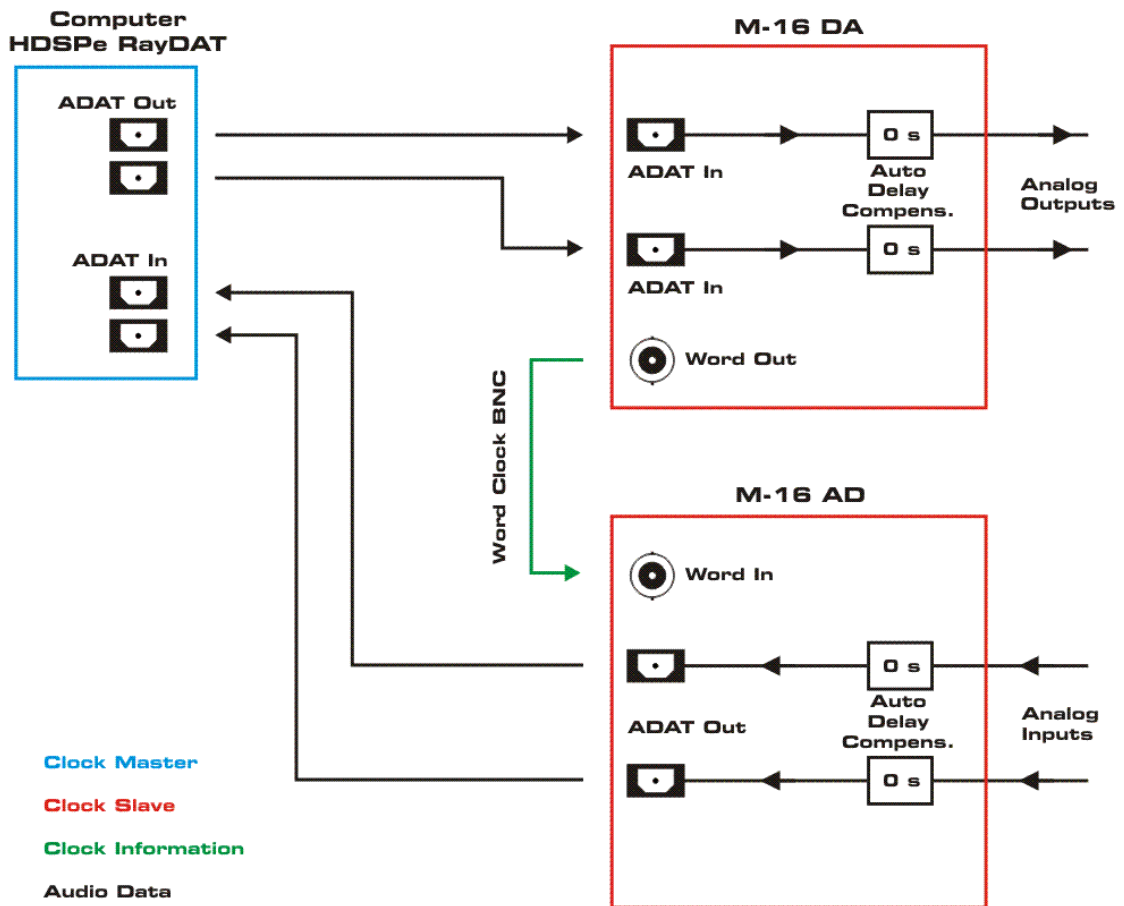 Computer
HDSPe RayDAT
ADAT Out
ADAT In
M-16 DA
ADAT In
0 s
Auto
Delay
Compens.
Analog
Outputs
0 s
ADAT In
Word Out
Word Clock BNC
M-16 AD
Word In
0 s
Auto
Delay
Compens.
ADAT Out
Analog
Inputs
0 s
Clock Master
Clock Slave
Clock Information
Audio Data